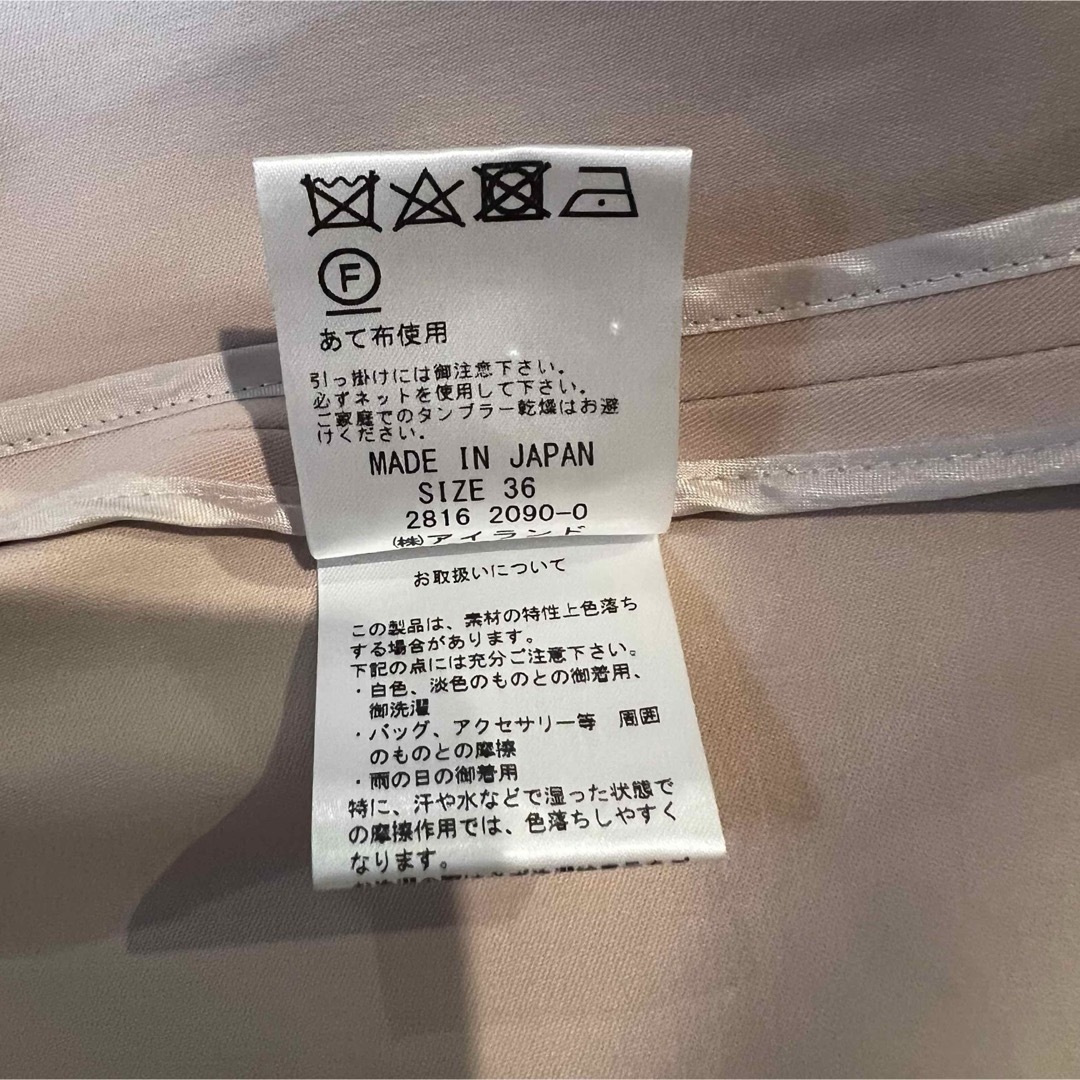 F
あて布使用
引っ掛けには御注意下さい。
必ずネットを使用して下さい。
ご家庭でのタンブラー乾燥はお避
けください。
MADE IN JAPAN
SIZE 36
2816 2090-0
㈱アイランド
お取扱いについて
この製品は、素材の特性上色落ち
する場合があります。
下記の点には充分ご注意下さい。
・白色、淡色のものとの御着用、
御洗濯
・バッグ、アクセサリー等 周囲
のものとの摩擦
・雨の日の御着用
特に、汗や水などで湿った状態で
の摩擦作用では、色落ちしやすく
なります。